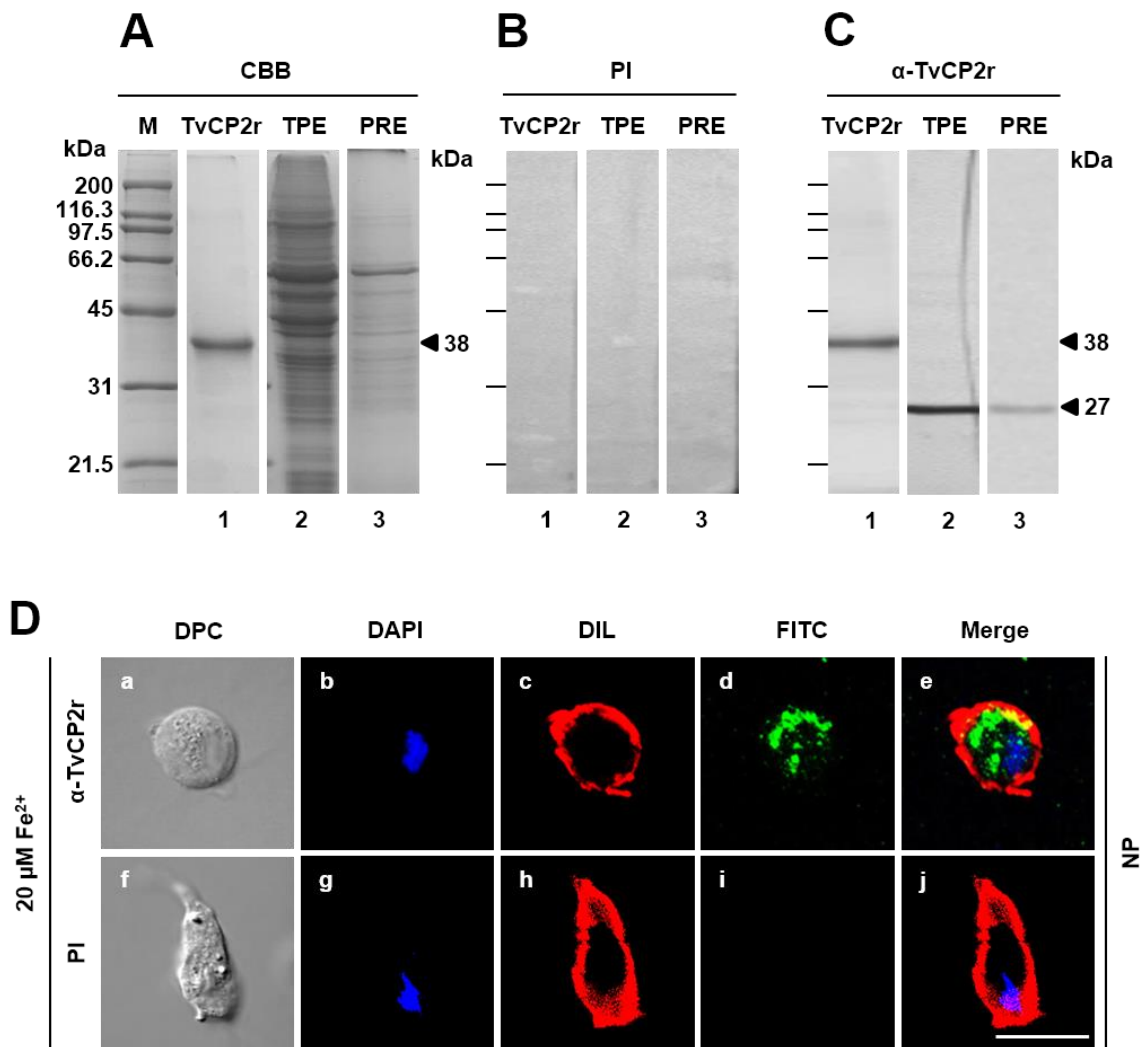 A
B
C
CBB
PI
α-TvCP2r
M TvCP2r TPE PRE
TvCP2r TPE PRE
TvCP2r TPE PRE
kDa
kDa
kDa
200
116.3
97.5
66.2
45
31
21.5
38
38
27
1 2 3
1 2 3
1 2 3
D
DPC DAPI DIL FITC Merge
20 µM Fe²⁺
α-TvCP2r
a b c d e
PI
f g h i j
NP